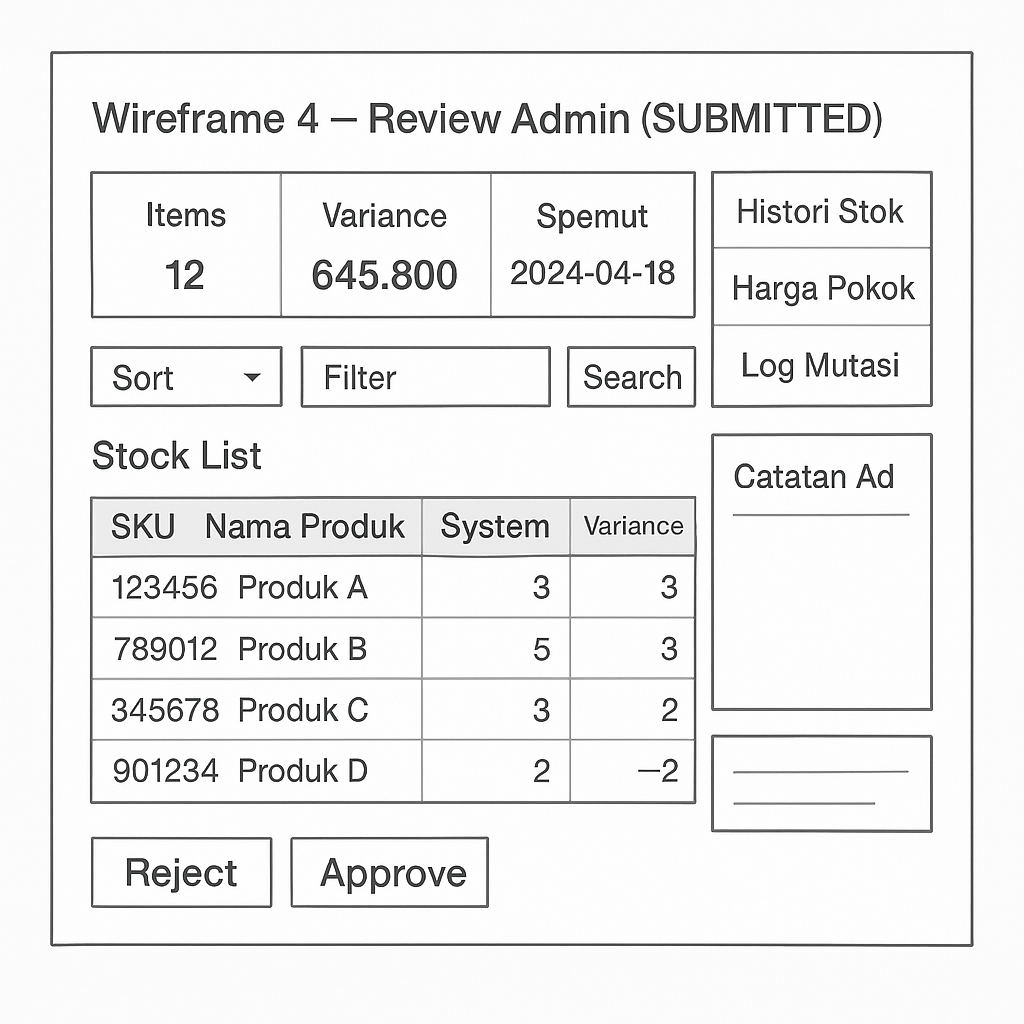 Wireframe 4 – Review Admin (SUBMITTED)
Items
12
Variance
645.800
Spemut
2024-04-18
Histori Stok
Harga Pokok
Log Mutasi
Sort
Filter
Search
Stock List
SKU Nama Produk System Variance
123456 Produk A 3 3
789012 Produk B 5 3
345678 Produk C 3 2
901234 Produk D 2 –2
Catatan Ad
Reject
Approve